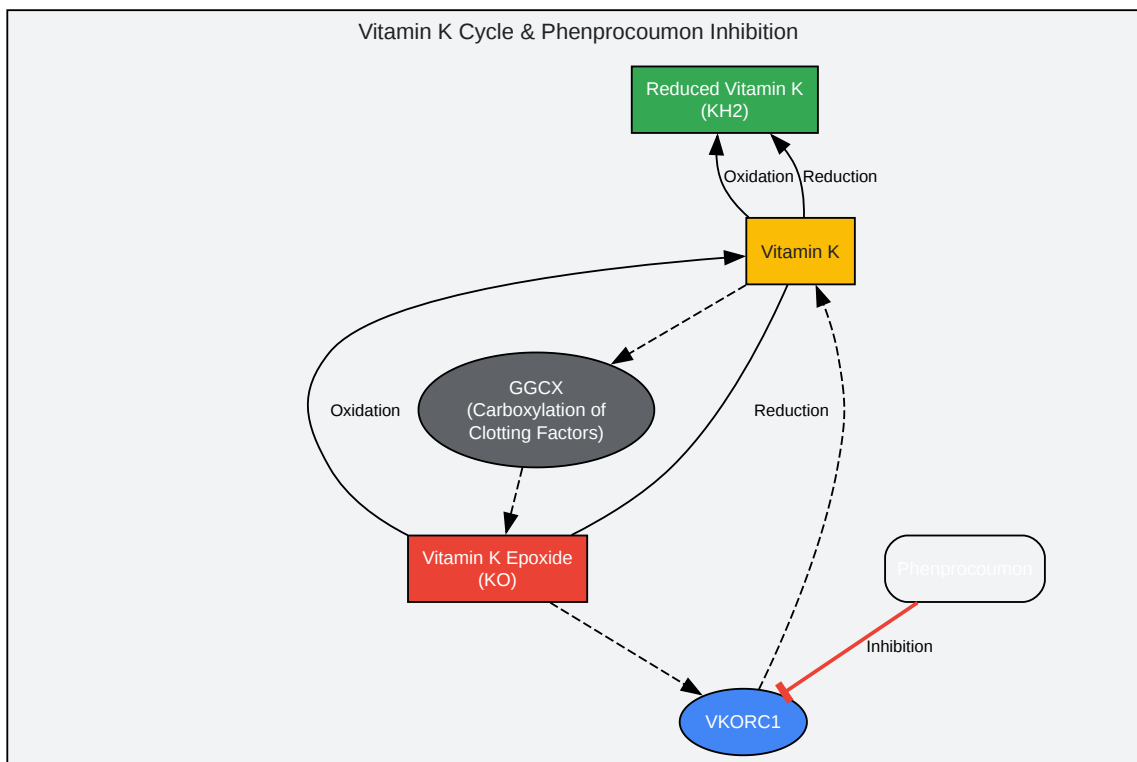 Vitamin K Cycle & Phenprocoumon Inhibition
Reduced Vitamin K
(KH2)
Oxidation
Reduction
Vitamin K
GGCX
(Carboxylation of
Clotting Factors)
Oxidation
Reduction
Vitamin K Epoxide
(KO)
Phenprocoumon
Inhibition
VKORC1